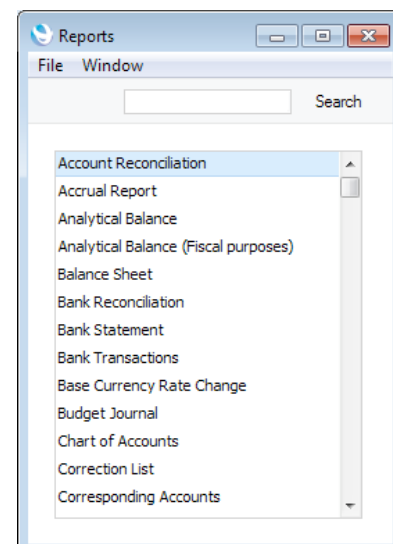 Reports
File Window
Search
Account Reconciliation
Accrual Report
Analytical Balance
Analytical Balance (Fiscal purposes)
Balance Sheet
Bank Reconciliation
Bank Statement
Bank Transactions
Base Currency Rate Change
Budget Journal
Chart of Accounts
Correction List
Corresponding Accounts